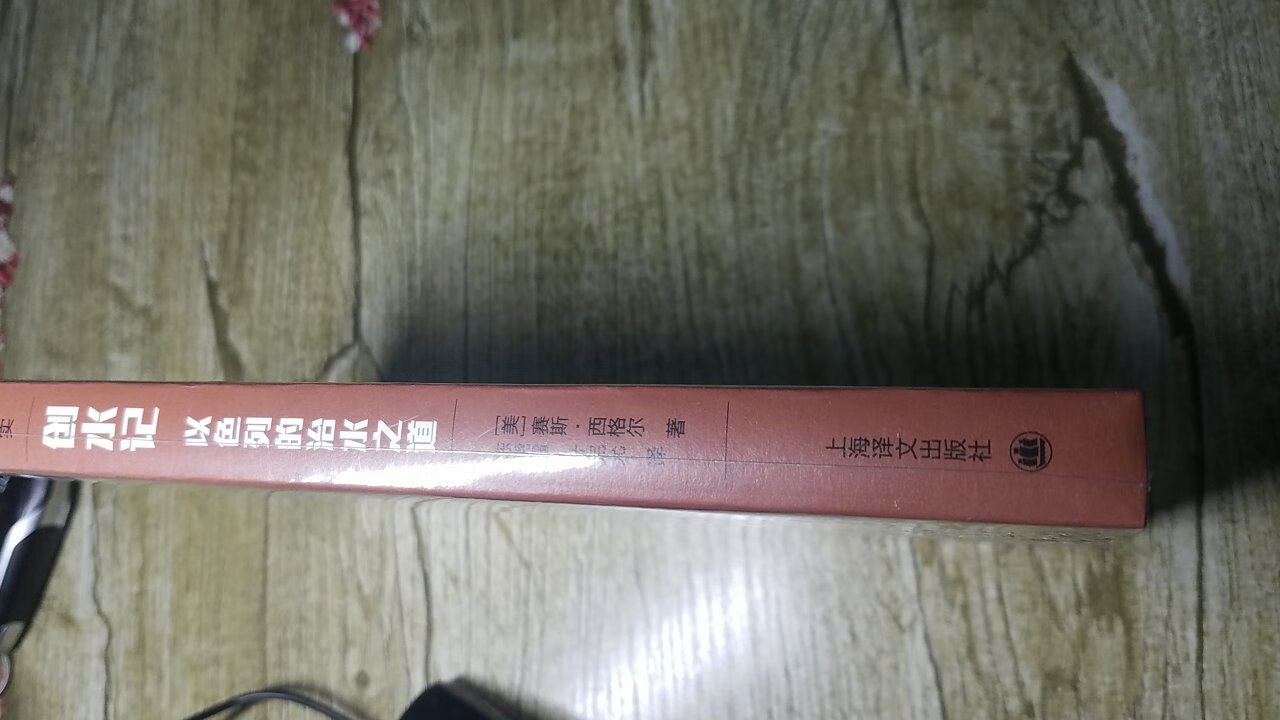 创水记
以色列的治水之道
[美]赛斯·西格尔 著
译
上海译文出版社